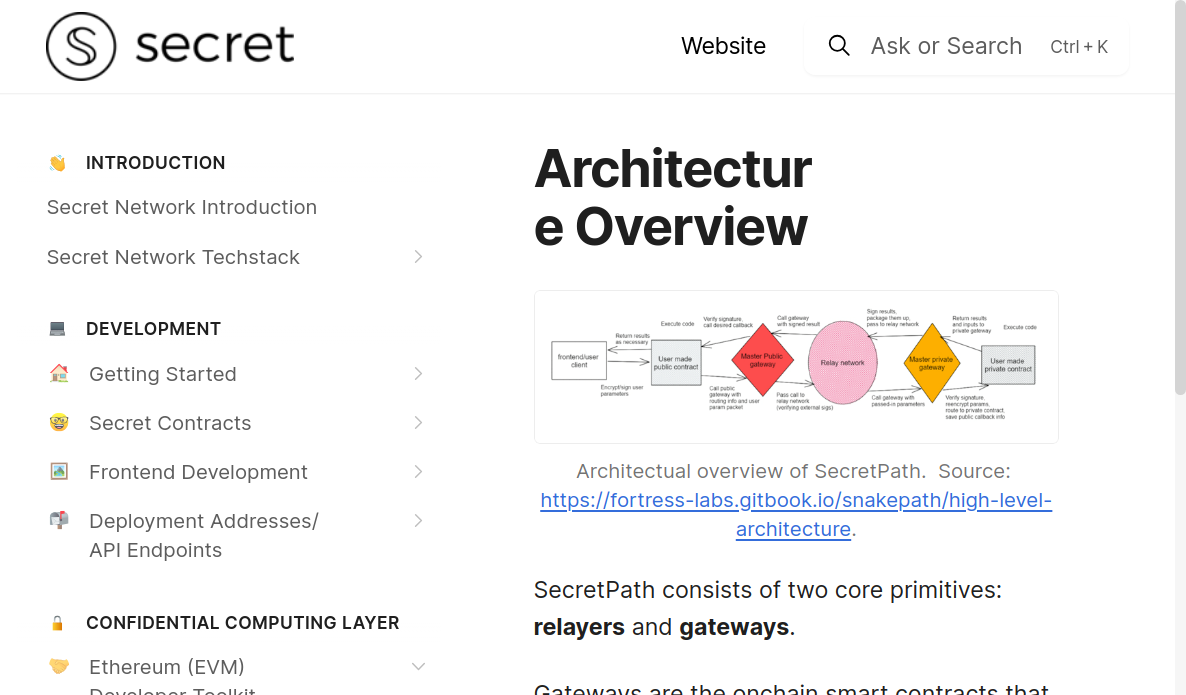 secret
Website
Ask or Search
Ctrl + K
INTRODUCTION
Secret Network Introduction
Secret Network Techstack
DEVELOPMENT
Getting Started
Secret Contracts
Frontend Development
Deployment Addresses/
API Endpoints
CONFIDENTIAL COMPUTING LAYER
Ethereum (EVM)
Developer Toolkit
Architectur
e Overview
frontend/user
client
Return results
as necessary
Encrypt/sign user
parameters
Execute code
User made
public contract
Verify signature,
call desired callback
Call public
gateway with
routing info and user
param packet
Master Public
gateway
Call gateway
with signed result
Pass call to
relay network
(verifying external sigs)
Relay network
Sign results,
package them up,
pass to relay network
Call gateway with
passed-in parameters
Master private
gateway
Return results
and inputs to
private gateway
Verify signature,
reencrypt params,
route to private contract,
save public callback info
Execute code
User made
private contract
Architectual overview of SecretPath. Source:
https://fortress-labs.gitbook.io/snakepath/high-level-
architecture.
SecretPath consists of two core primitives:
relayers and gateways.
Gateways are the onchain smart contracts that